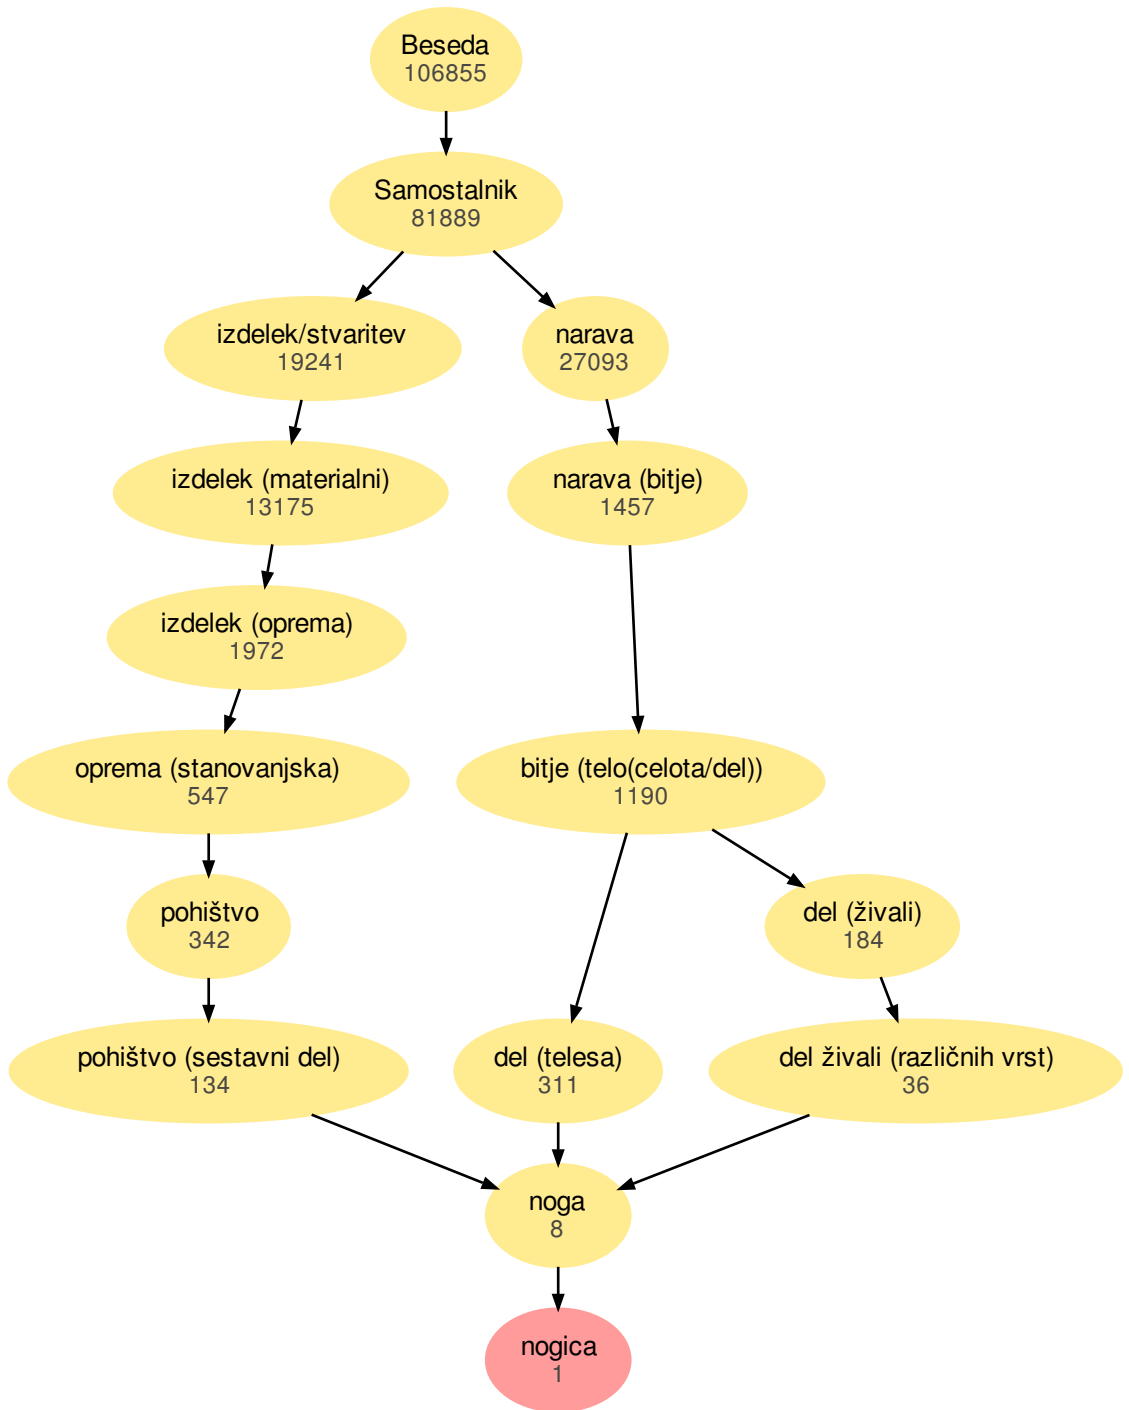 Beseda
106855
Samostalnik
81889
izdelek/stvaritev
19241
narava
27093
izdelek (materialni)
13175
narava (bitje)
1457
izdelek (oprema)
1972
oprema (stanovanjska)
547
bitje (telo(celota/del))
1190
pohištvo
342
del (živali)
184
pohištvo (sestavni del)
134
del (telesa)
311
del živali (različnih vrst)
36
noga
8
nogica
1